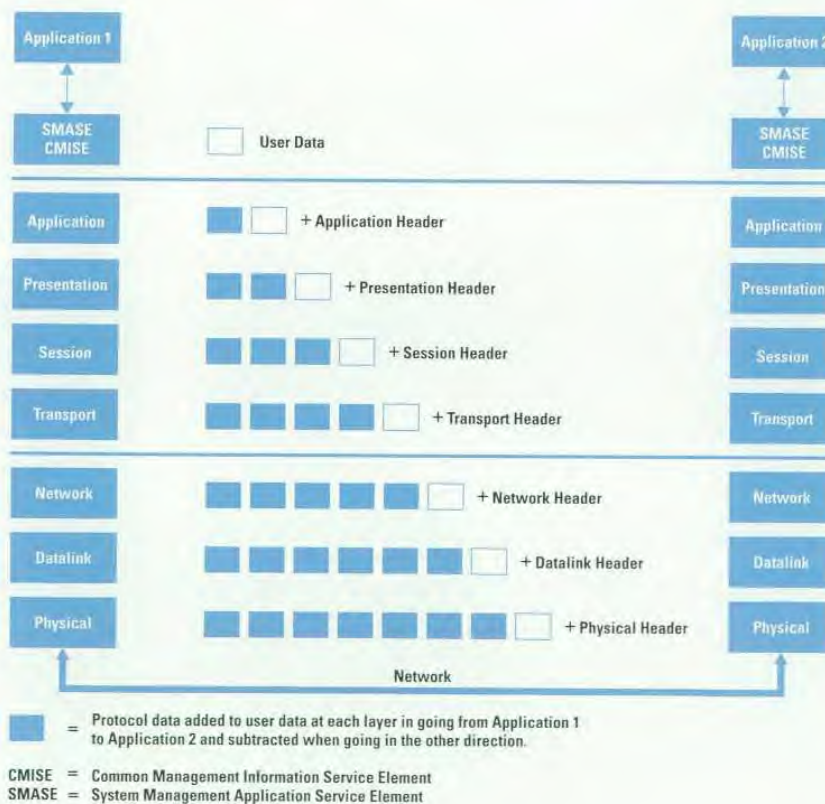 Application 1
Application 2
SMASE
CMISE
User Data
SMASE
CMISE
Application
+ Application Header
Application
Presentation
+ Presentation Header
Presentation
Session
+ Session Header
Session
Transport
+ Transport Header
Transport
Network
+ Network Header
Network
Datalink
+ Datalink Header
Datalink
Physical
+ Physical Header
Physical
Network
= Protocol data added to user data at each layer in going from Application 1
to Application 2 and subtracted when going in the other direction.
CMISE = Common Management Information Service Element
SMASE = System Management Application Service Element